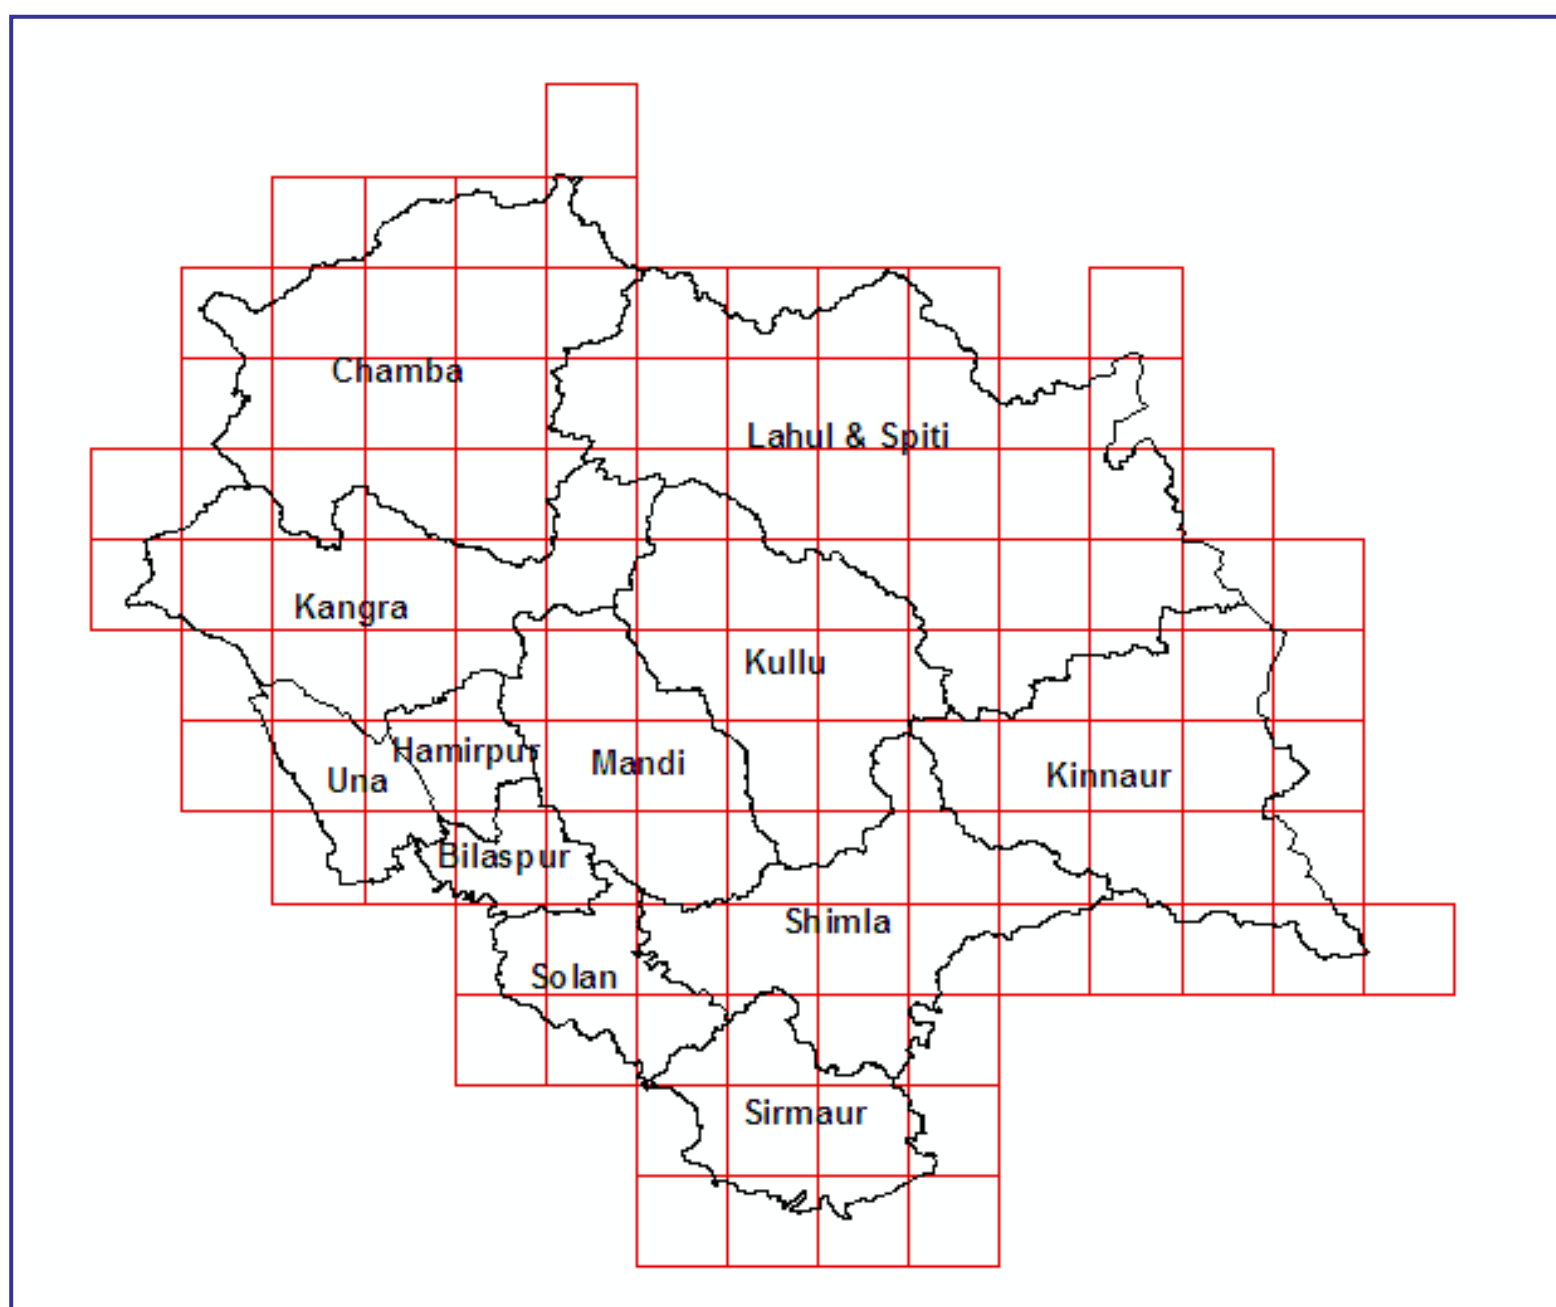 Chamba
Lahul & Spiti
Kangra
Kullu
Hamirpur
Mandi
Una
Kinnaur
Bilaspur
Shimla
Solan
Sirmaur